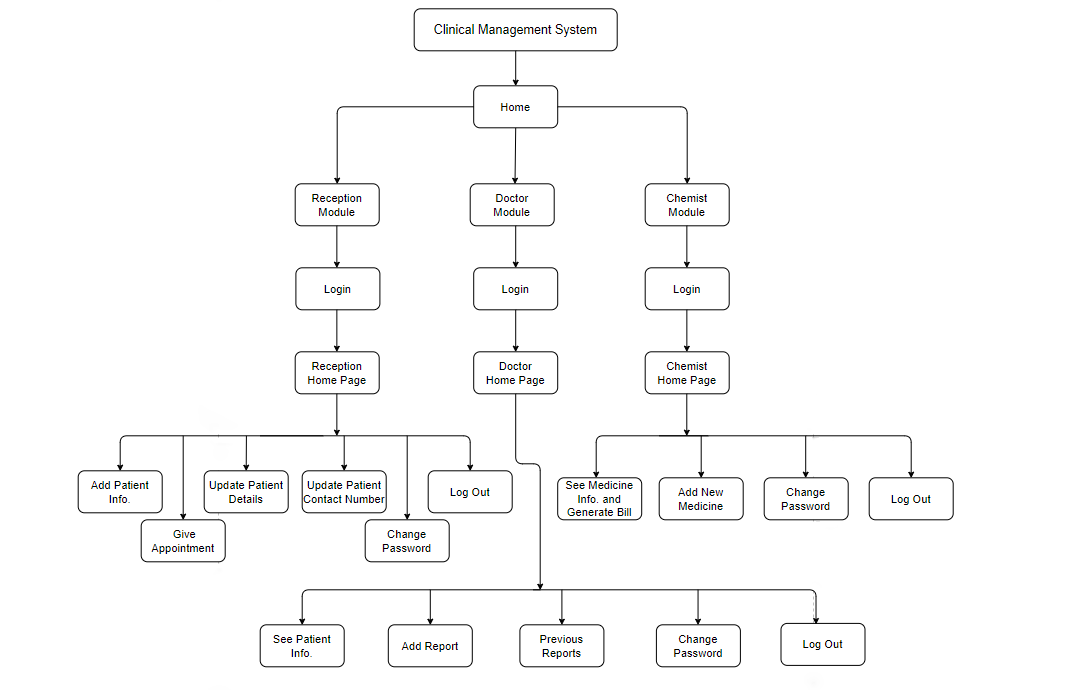 Clinical Management System
Home
Reception
Module
Doctor
Module
Chemist
Module
Login
Login
Login
Reception
Home Page
Doctor
Home Page
Chemist
Home Page
Add Patient
Info.
Give
Appointment
Update Patient
Details
Update Patient
Contact Number
Change
Password
Log Out
See Medicine
Info. and
Generate Bill
Add New
Medicine
Change
Password
Log Out
See Patient
Info.
Add Report
Previous
Reports
Change
Password
Log Out